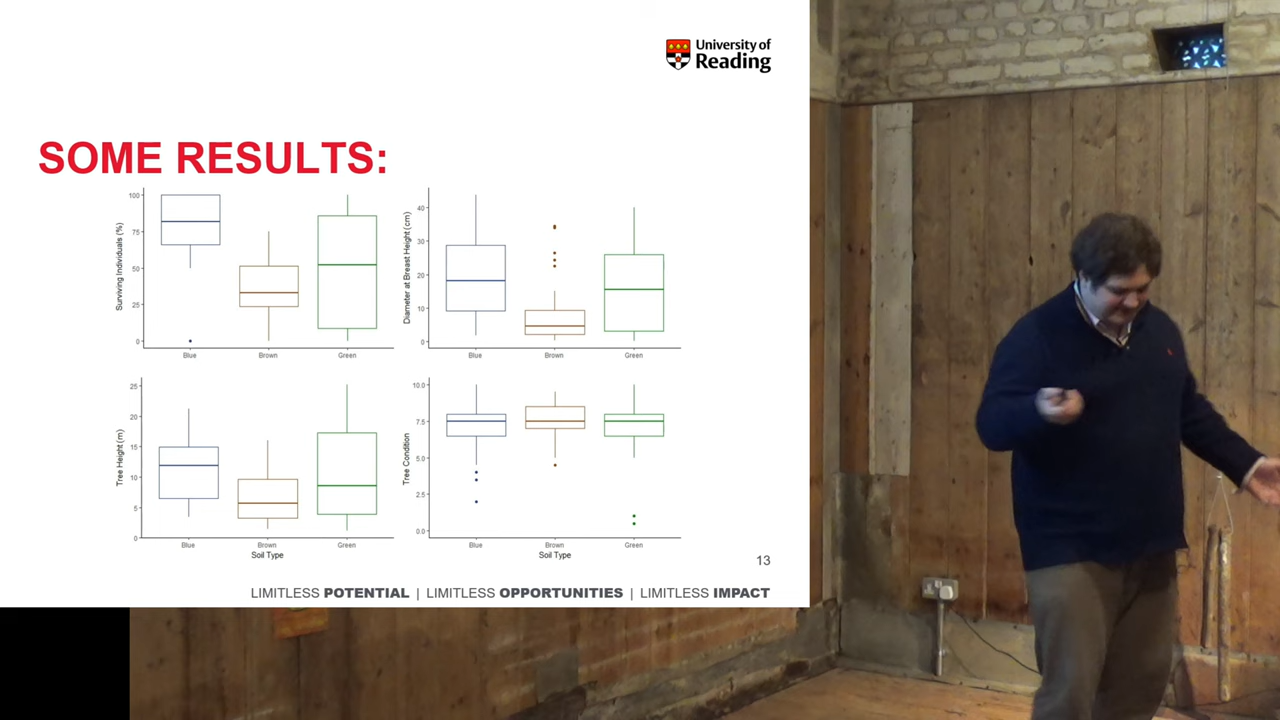 University of
Reading
SOME RESULTS:
Surviving Individuals (%)
100
75
50
25
0
Blue
Brown
Green
Diameter at Breast Height (cm)
40
30
20
10
0
Blue
Brown
Green
Tree Height (m)
25
20
15
10
5
0
Blue
Brown
Green
Soil Type
Tree Condition
10.0
7.5
5.0
2.5
0.0
Blue
Brown
Green
Soil Type
13
LIMITLESS POTENTIAL | LIMITLESS OPPORTUNITIES | LIMITLESS IMPACT